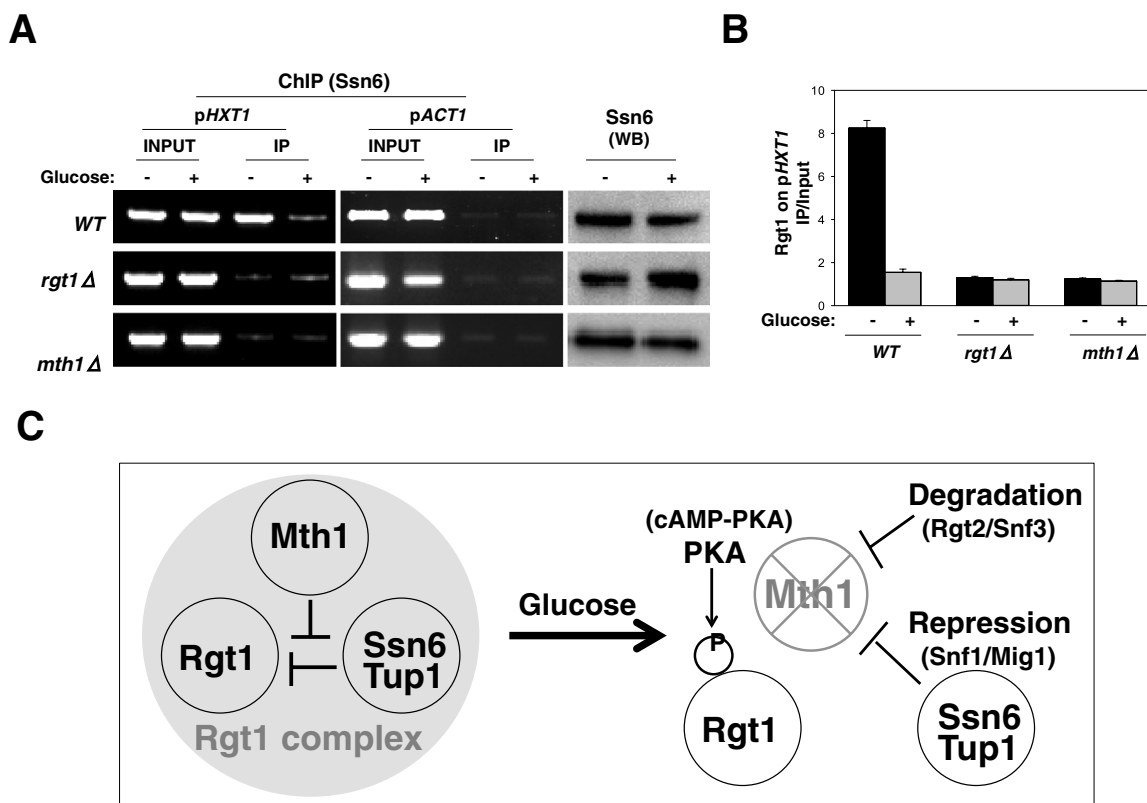 A
ChIP (Ssn6)
pHXT1 pACT1
INPUT IP INPUT IP
Ssn6
(WB)
Glucose: - + - + - + - + - +
WT
rgt1Δ
mth1Δ
B
Rgt1 on pHXT1
IP/Input
10
8
6
4
2
0
Glucose: - + - + - +
WT rgt1Δ mth1Δ
C
Mth1
Rgt1
Ssn6
Tup1
Rgt1 complex
Glucose
(cAMP-PKA)
PKA
P
Rgt1
Mth1
Degradation
(Rgt2/Snf3)
Repression
(Snf1/Mig1)
Ssn6
Tup1